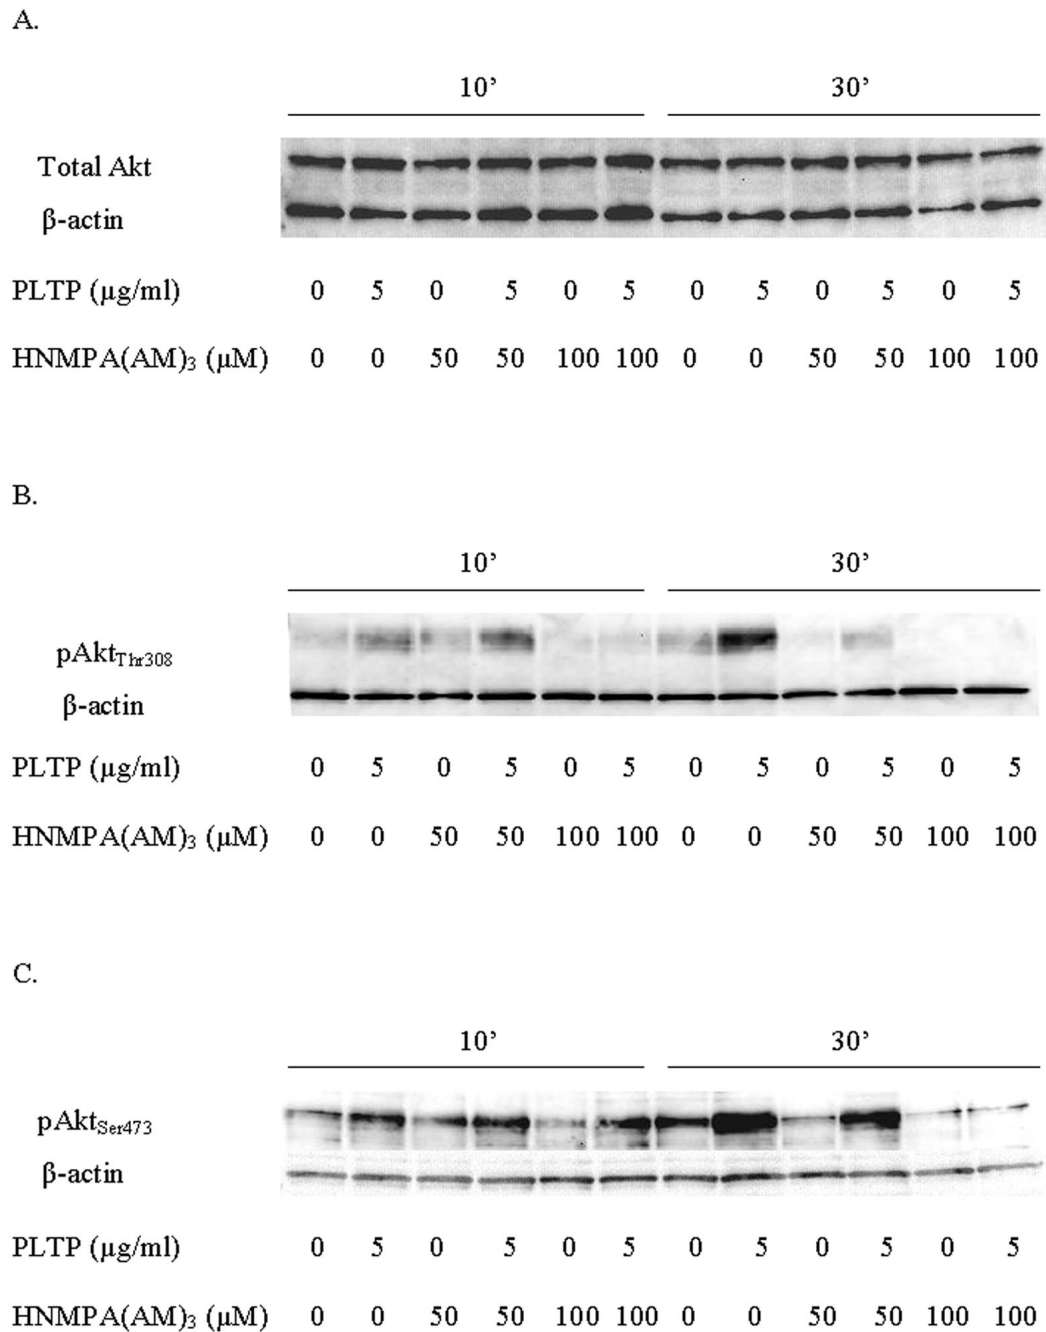 A.
10’ 30’
Total Akt
β-actin
PLTP (µg/ml) 0 5 0 5 0 5 0 5 0 5 0 5
HNMPA(AM)₃ (µM) 0 0 50 50 100 100 0 0 50 50 100 100
B.
10’ 30’
pAktThr308
β-actin
PLTP (µg/ml) 0 5 0 5 0 5 0 5 0 5 0 5
HNMPA(AM)₃ (µM) 0 0 50 50 100 100 0 0 50 50 100 100
C.
10’ 30’
pAktSer473
β-actin
PLTP (µg/ml) 0 5 0 5 0 5 0 5 0 5 0 5
HNMPA(AM)₃ (µM) 0 0 50 50 100 100 0 0 50 50 100 100